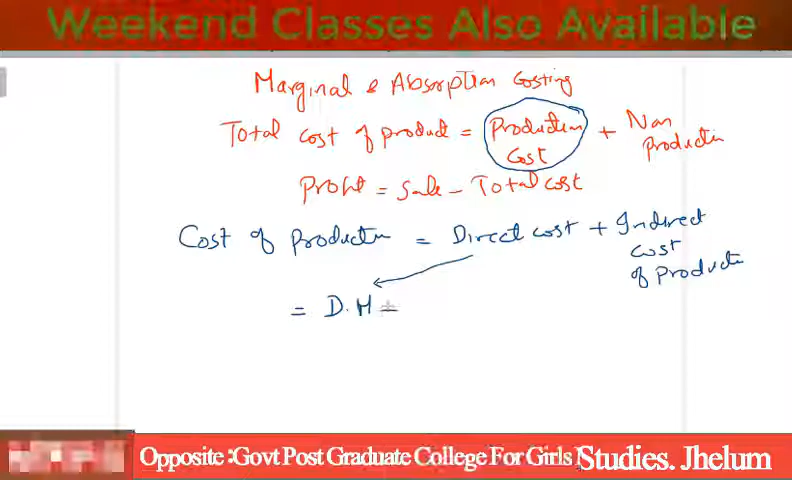 Weekend Classes Also Available
Marginal & Absorption Costing
Total cost of product = Production Cost + Non Production
Profit = Sale - Total cost
Cost of Production = Direct cost + Indirect cost of Production
= D.M =
Opposite :Govt Post Graduate College For Girls Studies. Jhelum